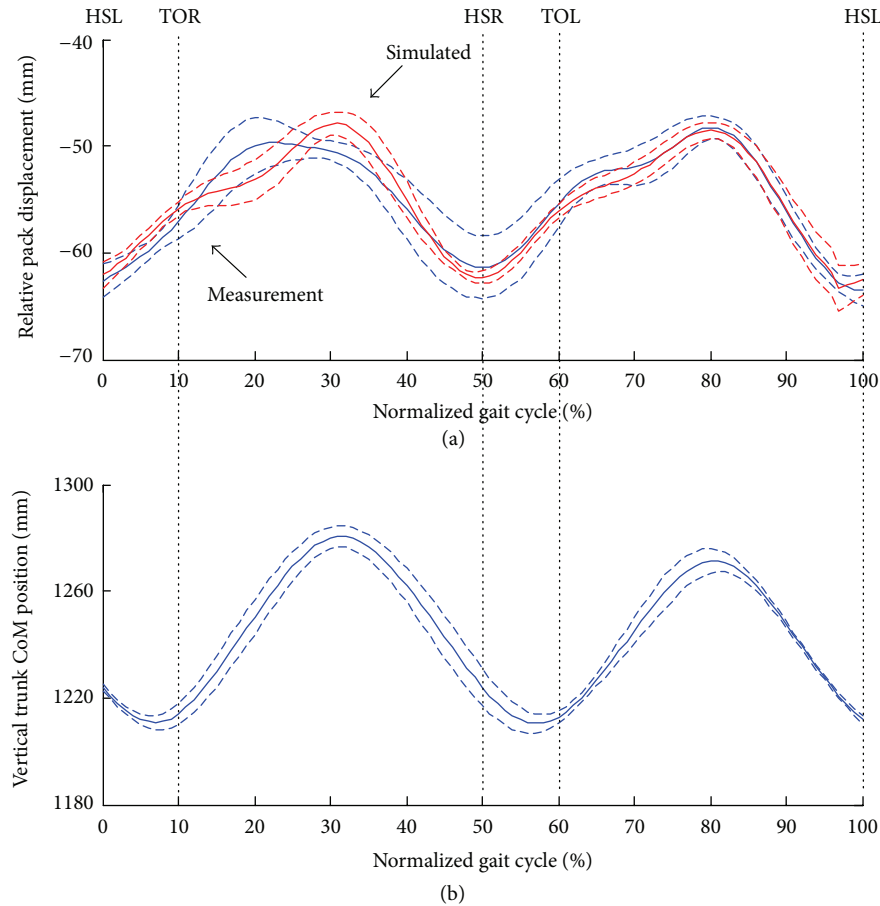 HSL TOR HSR TOL HSL
−40
−50
−60
−70
Relative pack displacement (mm)
Simulated
Measurement
0 10 20 30 40 50 60 70 80 90 100
Normalized gait cycle (%)
(a)
1300
1260
1220
1180
Vertical trunk CoM position (mm)
0 10 20 30 40 50 60 70 80 90 100
Normalized gait cycle (%)
(b)